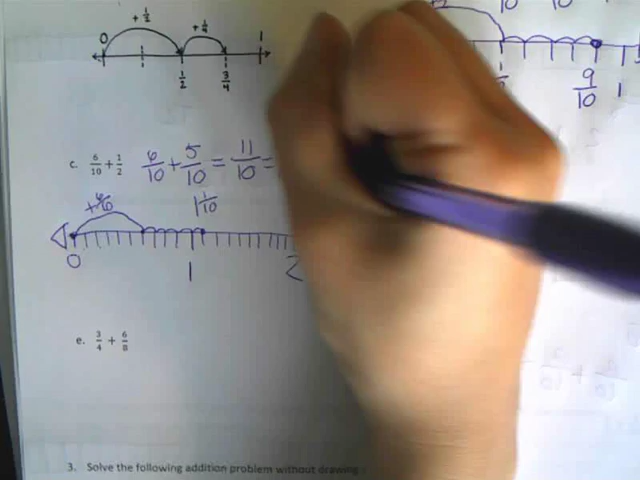 + 1/2 + 1/4
0 1
1/2 3/4
10 10
9/10 1
c. 6/10 + 1/2 6/10 + 5/10 = 11/10 =
1 1/10
0 1 2
e. 3/4 + 6/8
3. Solve the following addition problem without drawing